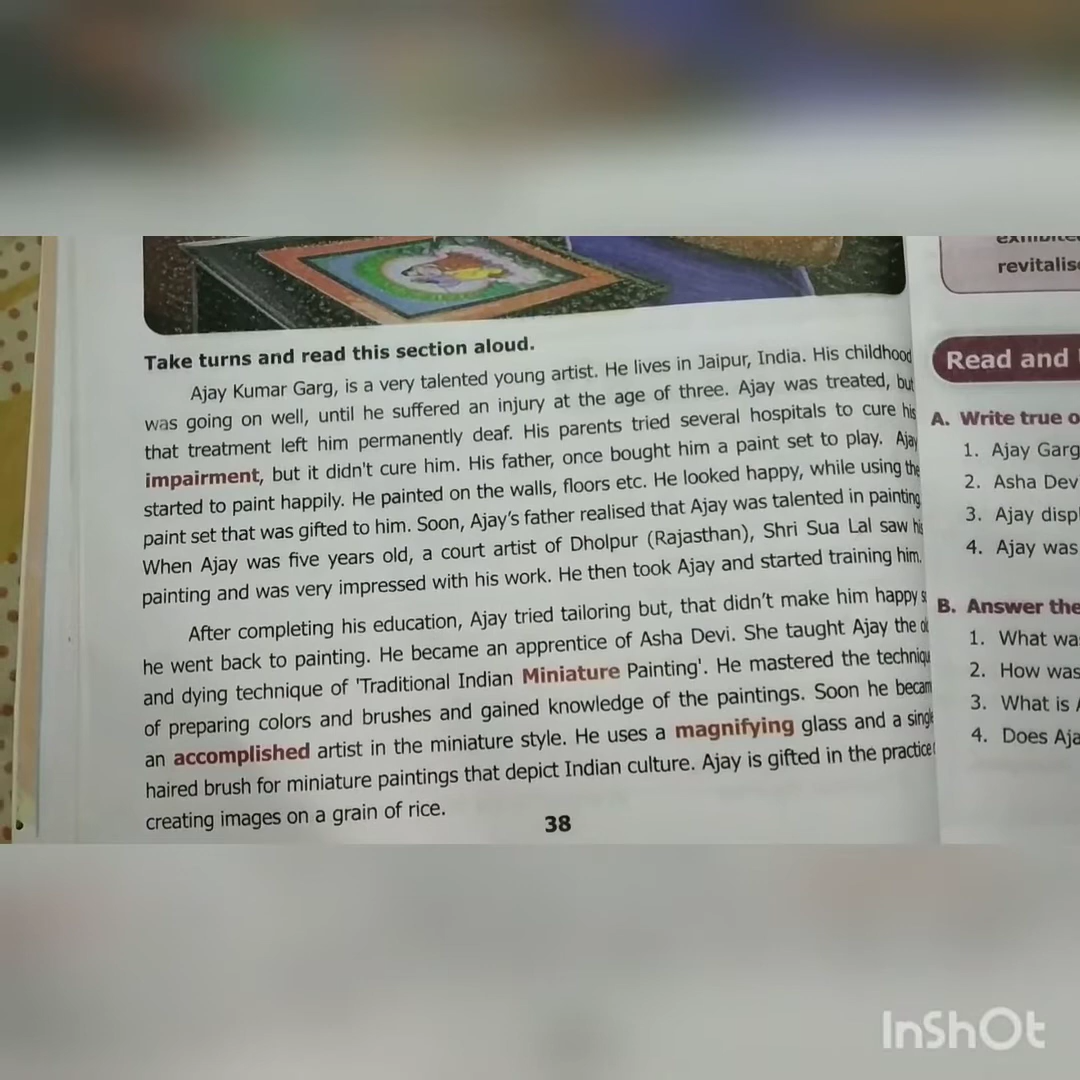 Take turns and read this section aloud.
Ajay Kumar Garg, is a very talented young artist. He lives in Jaipur, India. His childhood
was going on well, until he suffered an injury at the age of three. Ajay was treated, but
that treatment left him permanently deaf. His parents tried several hospitals to cure his
impairment, but it didn't cure him. His father, once bought him a paint set to play. Ajay
started to paint happily. He painted on the walls, floors etc. He looked happy, while using the
paint set that was gifted to him. Soon, Ajay's father realised that Ajay was talented in painting
When Ajay was five years old, a court artist of Dholpur (Rajasthan), Shri Sua Lal saw his
painting and was very impressed with his work. He then took Ajay and started training him.
After completing his education, Ajay tried tailoring but, that didn't make him happy
he went back to painting. He became an apprentice of Asha Devi. She taught Ajay the
and dying technique of 'Traditional Indian Miniature Painting'. He mastered the techniqu
of preparing colors and brushes and gained knowledge of the paintings. Soon he becam
an accomplished artist in the miniature style. He uses a magnifying glass and a single
haired brush for miniature paintings that depict Indian culture. Ajay is gifted in the practice
creating images on a grain of rice.
38
revitalise
Read and
A. Write true o
1. Ajay Garg
2. Asha Dev
3. Ajay disp
4. Ajay was
B. Answer the
1. What wa
2. How was
3. What is
4. Does Aja
InShOt